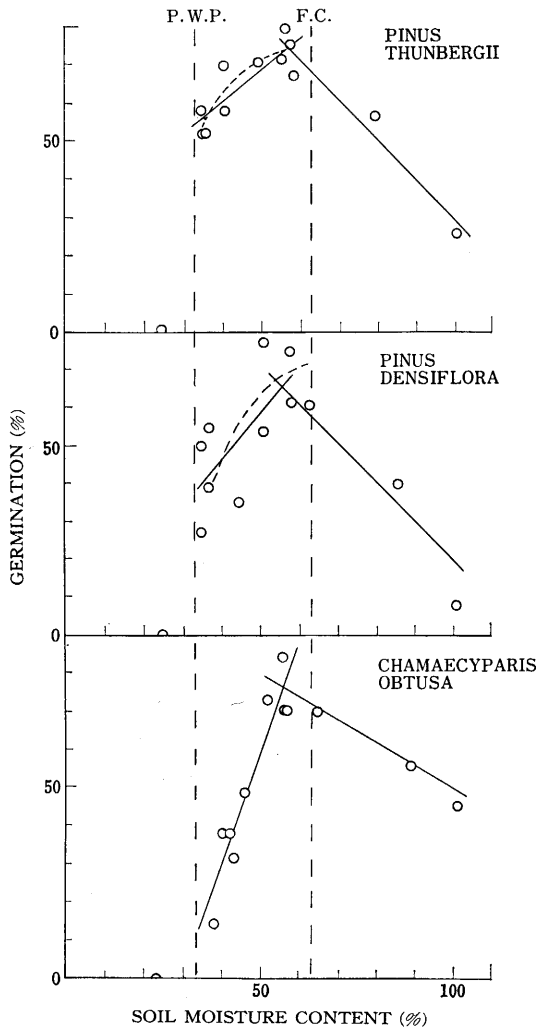 P.W.P. F.C.
PINUS
THUNBERGII
50
0
PINUS
DENSIFLORA
50
0
CHAMAECYPARIS
OBTUSA
50
0
50 100
GERMINATION (%)
SOIL MOISTURE CONTENT (%)